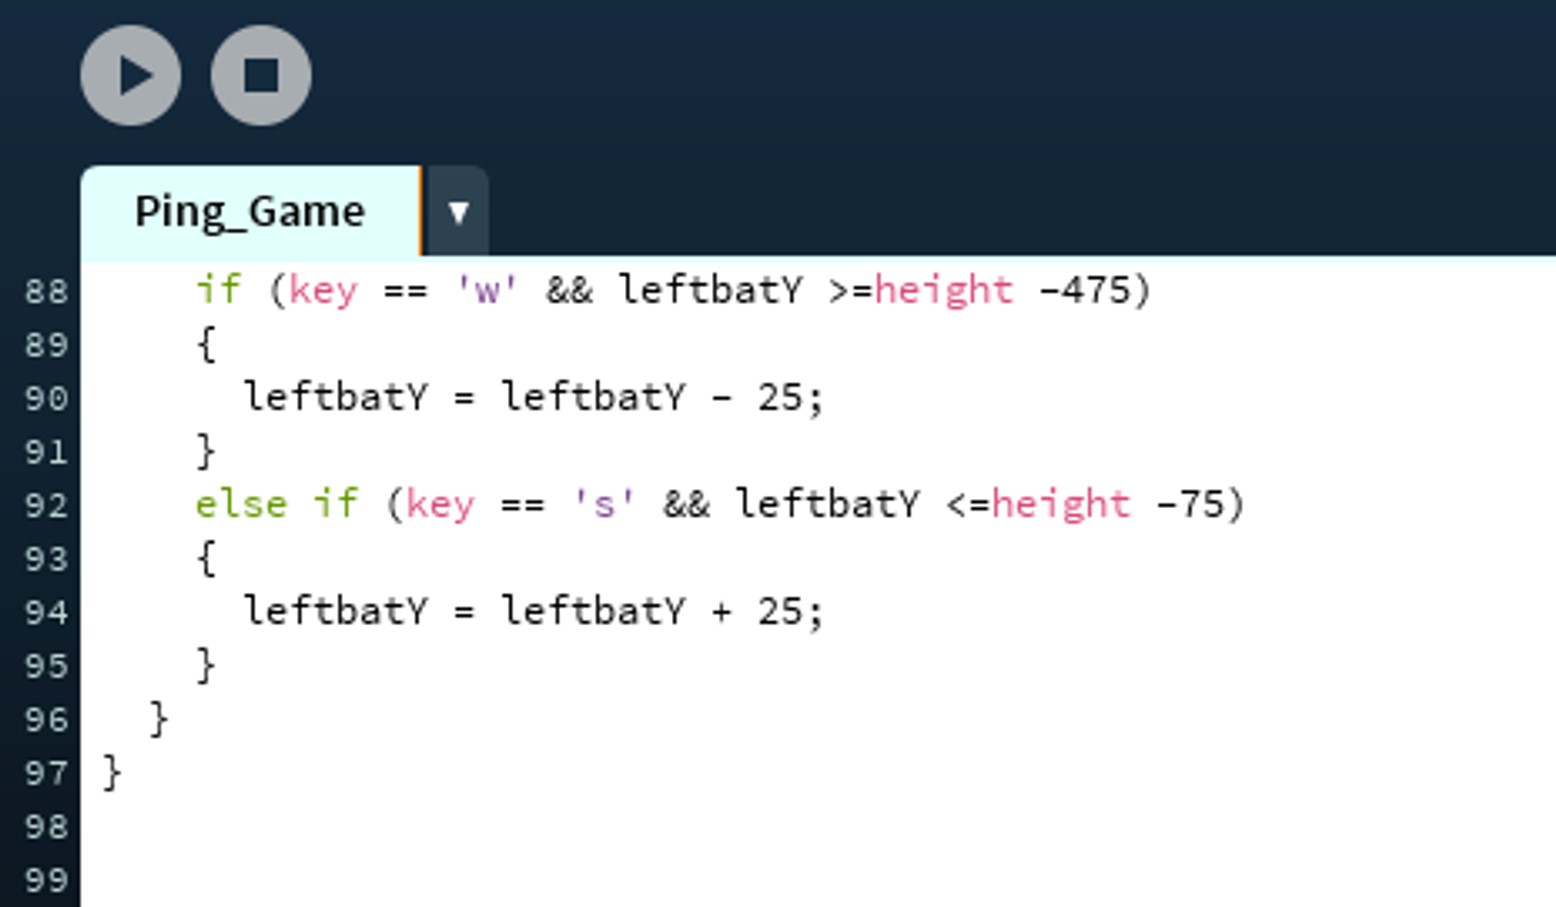 Ping_Game ▼
88 if (key == 'w' && leftbatY >=height -475)
89 {
90 leftbatY = leftbatY - 25;
91 }
92 else if (key == 's' && leftbatY <=height -75)
93 {
94 leftbatY = leftbatY + 25;
95 }
96 }
97 }
98
99